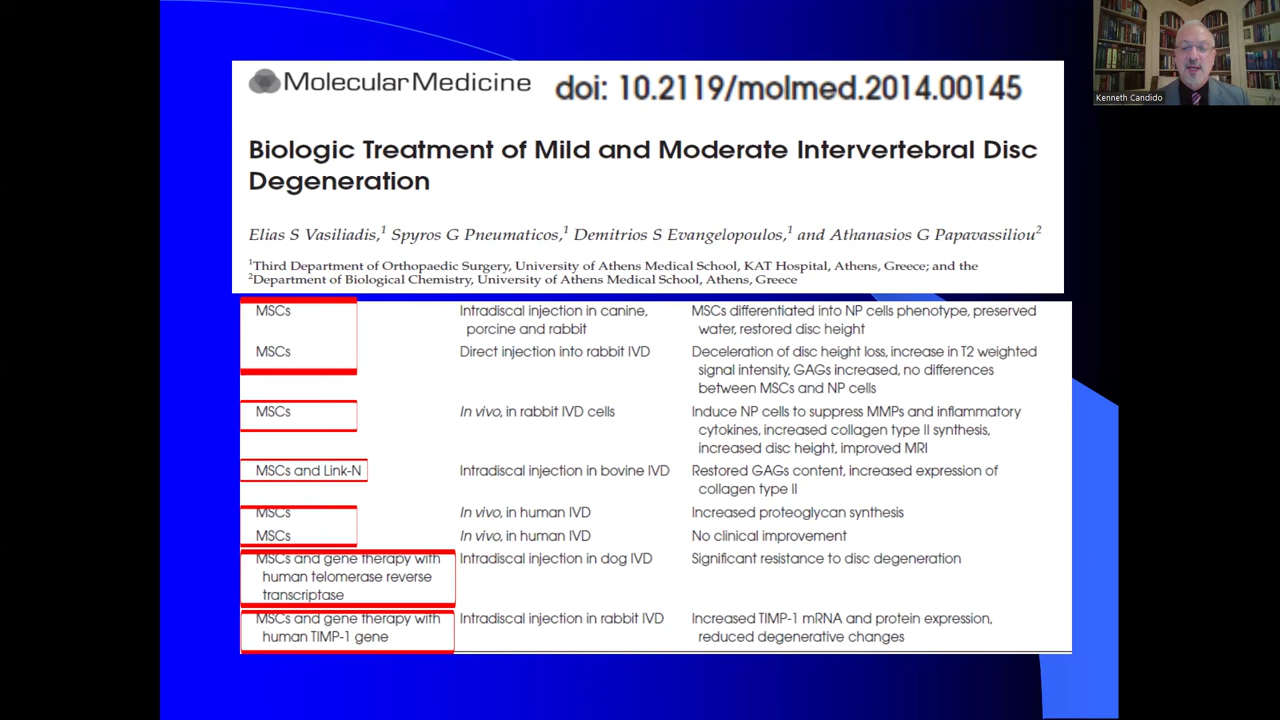 MolecularMedicine doi: 10.2119/molmed.2014.00145
Kenneth Candido
Biologic Treatment of Mild and Moderate Intervertebral Disc
Degeneration
Elias S Vasiliadis,1 Spyros G Pneumaticos,1 Demitrios S Evangelopoulos,1 and Athanasios G Papavassiliou2
1Third Department of Orthopaedic Surgery, University of Athens Medical School, KAT Hospital, Athens, Greece; and the
2Department of Biological Chemistry, University of Athens Medical School, Athens, Greece
MSCs Intradiscal injection in canine, MSCs differentiated into NP cells phenotype, preserved
porcine and rabbit water, restored disc height
MSCs Direct injection into rabbit IVD Deceleration of disc height loss, increase in T2 weighted
signal intensity, GAGs increased, no differences
between MSCs and NP cells
MSCs In vivo, in rabbit IVD cells Induce NP cells to suppress MMPs and inflammatory
cytokines, increased collagen type II synthesis,
increased disc height, improved MRI
MSCs and Link-N Intradiscal injection in bovine IVD Restored GAGs content, increased expression of
collagen type II
MSCs In vivo, in human IVD Increased proteoglycan synthesis
MSCs In vivo, in human IVD No clinical improvement
MSCs and gene therapy with Intradiscal injection in dog IVD Significant resistance to disc degeneration
human telomerase reverse
transcriptase
MSCs and gene therapy with Intradiscal injection in rabbit IVD Increased TIMP-1 mRNA and protein expression,
human TIMP-1 gene reduced degenerative changes